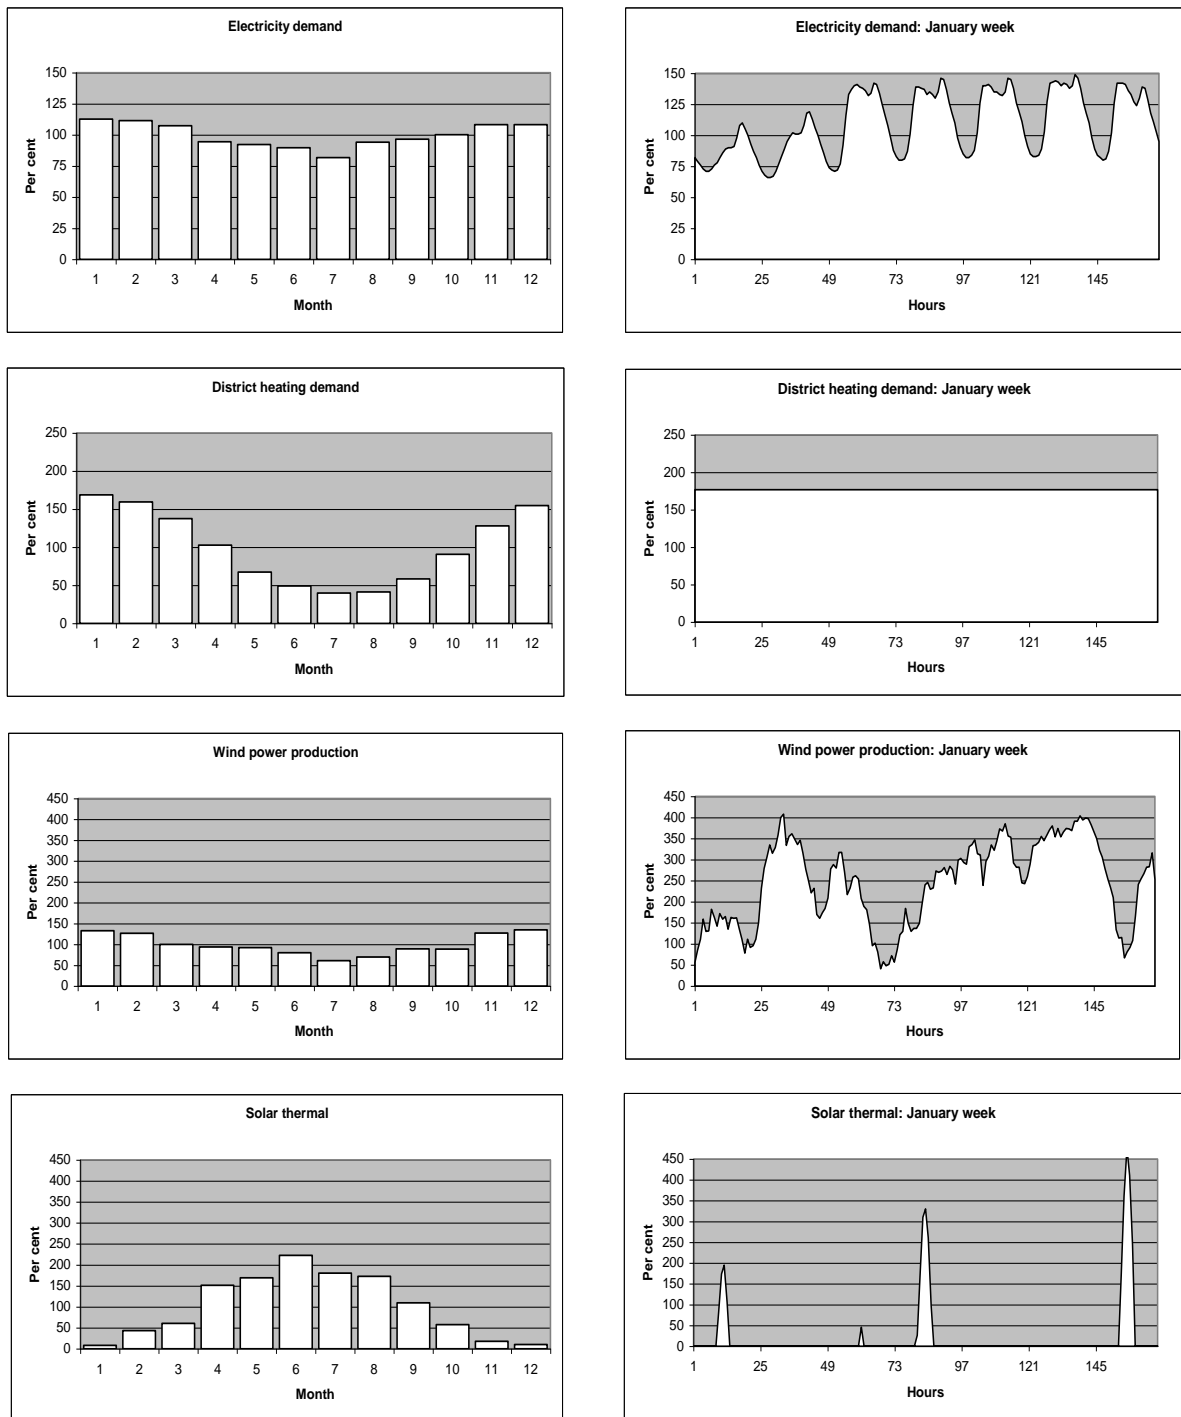 Electricity demand
150
125
100
75
50
25
0
Per cent
1 2 3 4 5 6 7 8 9 10 11 12
Month
Electricity demand: January week
150
125
100
75
50
25
0
Per cent
1 25 49 73 97 121 145
Hours
District heating demand
250
200
150
100
50
0
Per cent
1 2 3 4 5 6 7 8 9 10 11 12
Month
District heating demand: January week
250
200
150
100
50
0
Per cent
1 25 49 73 97 121 145
Hours
Wind power production
450
400
350
300
250
200
150
100
50
0
Per cent
1 2 3 4 5 6 7 8 9 10 11 12
Month
Wind power production: January week
450
400
350
300
250
200
150
100
50
0
Per cent
1 25 49 73 97 121 145
Hours
Solar thermal
450
400
350
300
250
200
150
100
50
0
Per cent
1 2 3 4 5 6 7 8 9 10 11 12
Month
Solar thermal: January week
450
400
350
300
250
200
150
100
50
0
Per cent
1 25 49 73 97 121 145
Hours